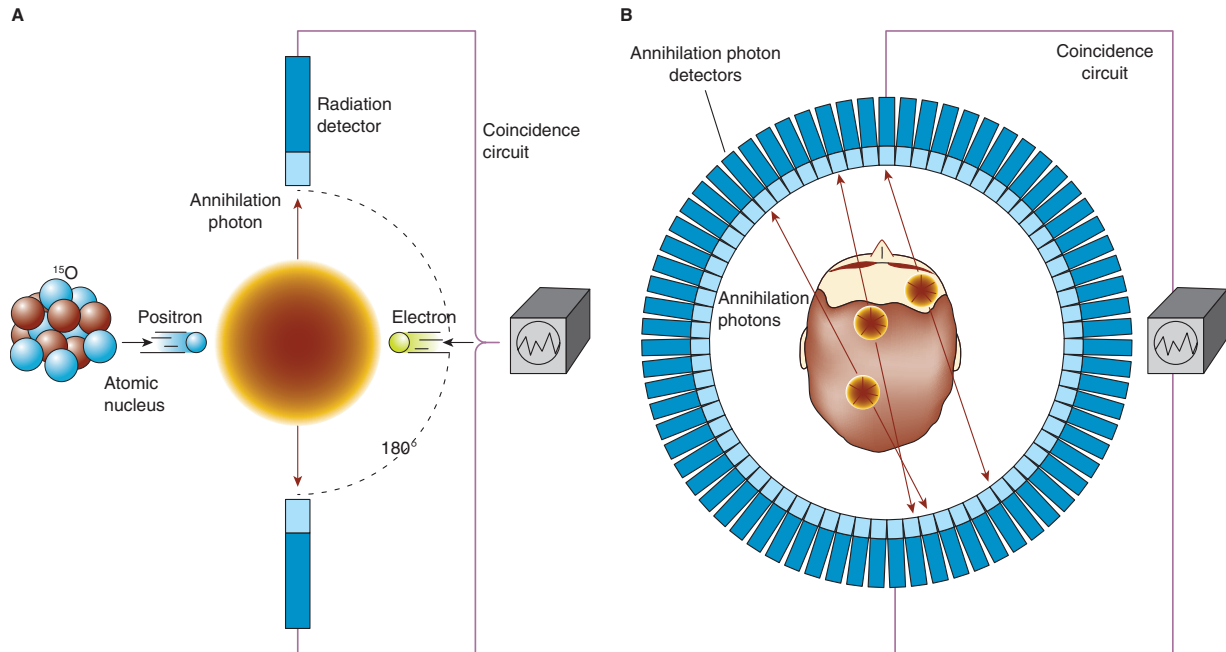 A
Radiation
detector
Coincidence
circuit
Annihilation
photon
¹⁵O
Positron
Electron
Atomic
nucleus
180⁶
B
Annihilation photon
detectors
Coincidence
circuit
Annihilation
photons